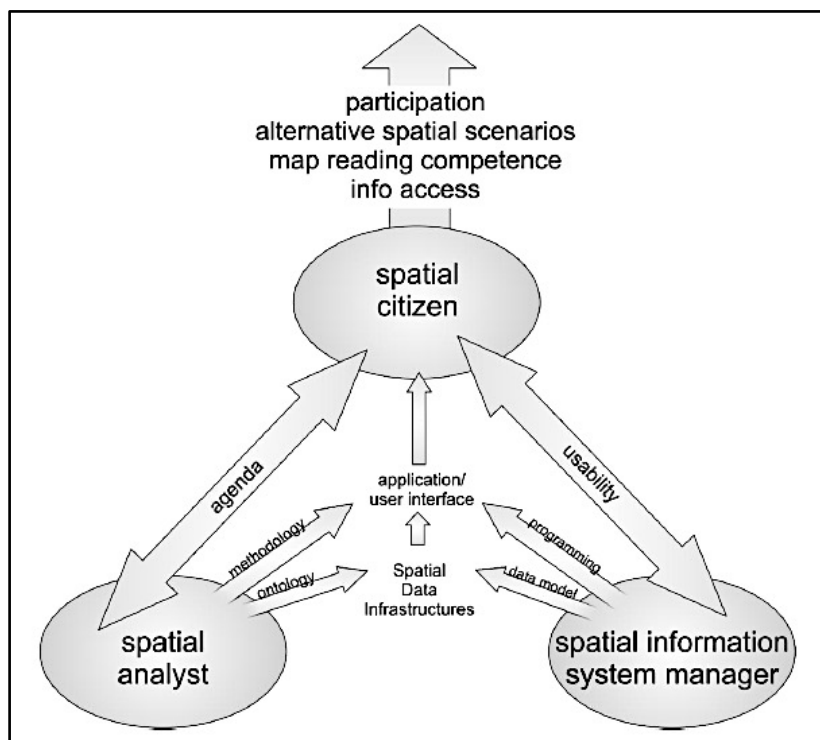 participation
alternative spatial scenarios
map reading competence
info access
spatial
citizen
agenda
usability
application/
user interface
methodology
programming
ontology
Spatial
Data
Infrastructures
data model
spatial
analyst
spatial information
system manager